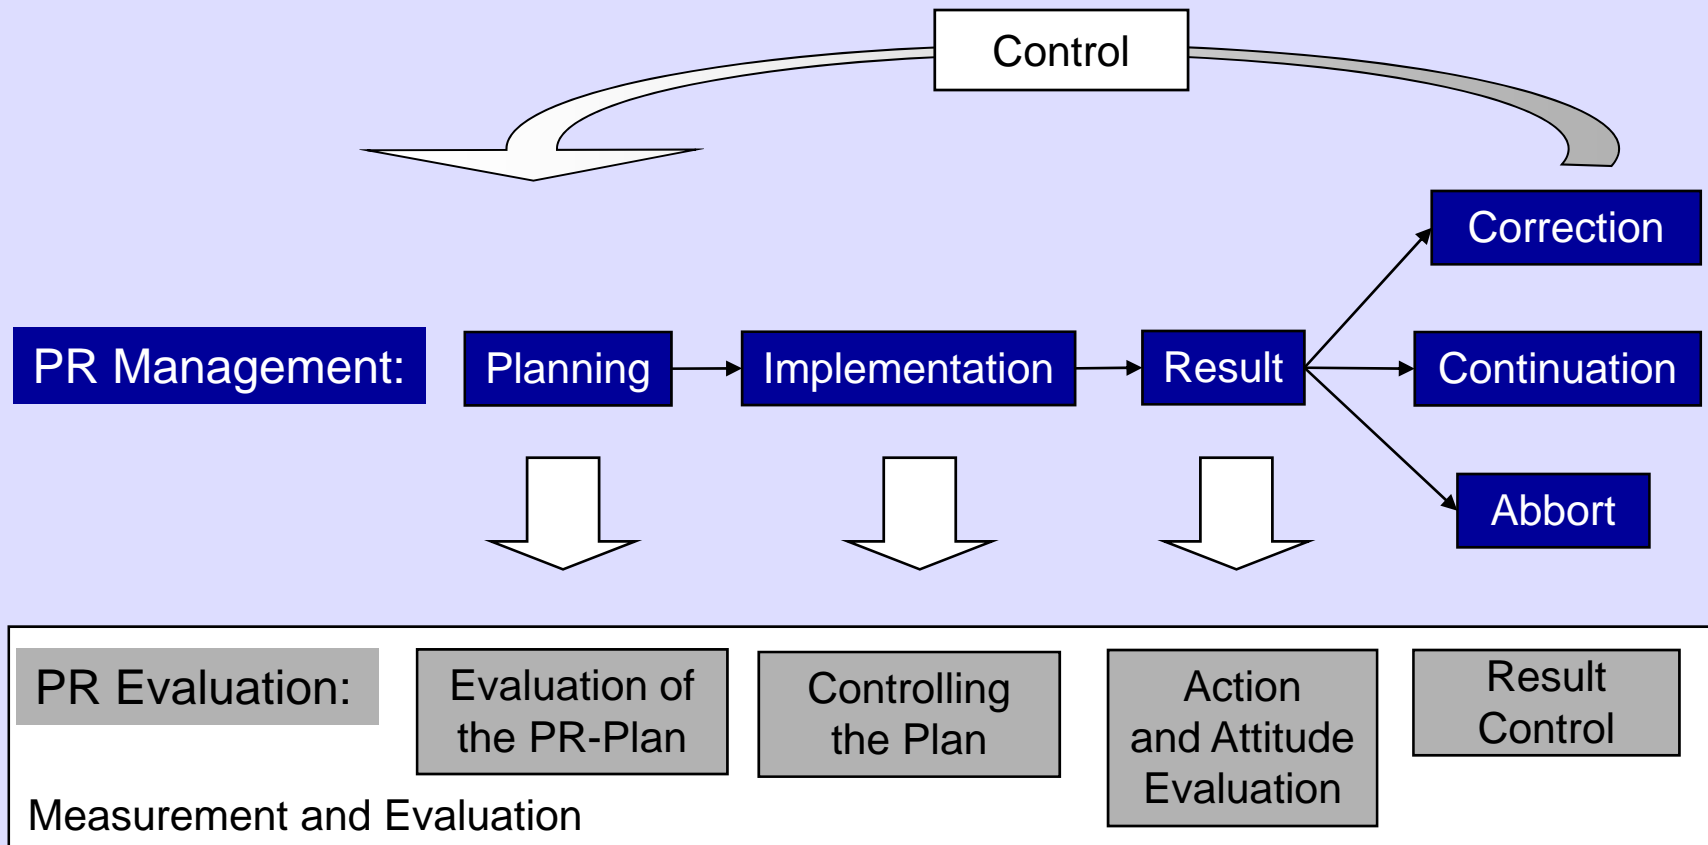 Control
Correction
PR Management:
Planning
Implementation
Result
Continuation
Abbort
PR Evaluation:
Evaluation of
the PR-Plan
Controlling
the Plan
Action
and Attitude
Evaluation
Result
Control
Measurement and Evaluation